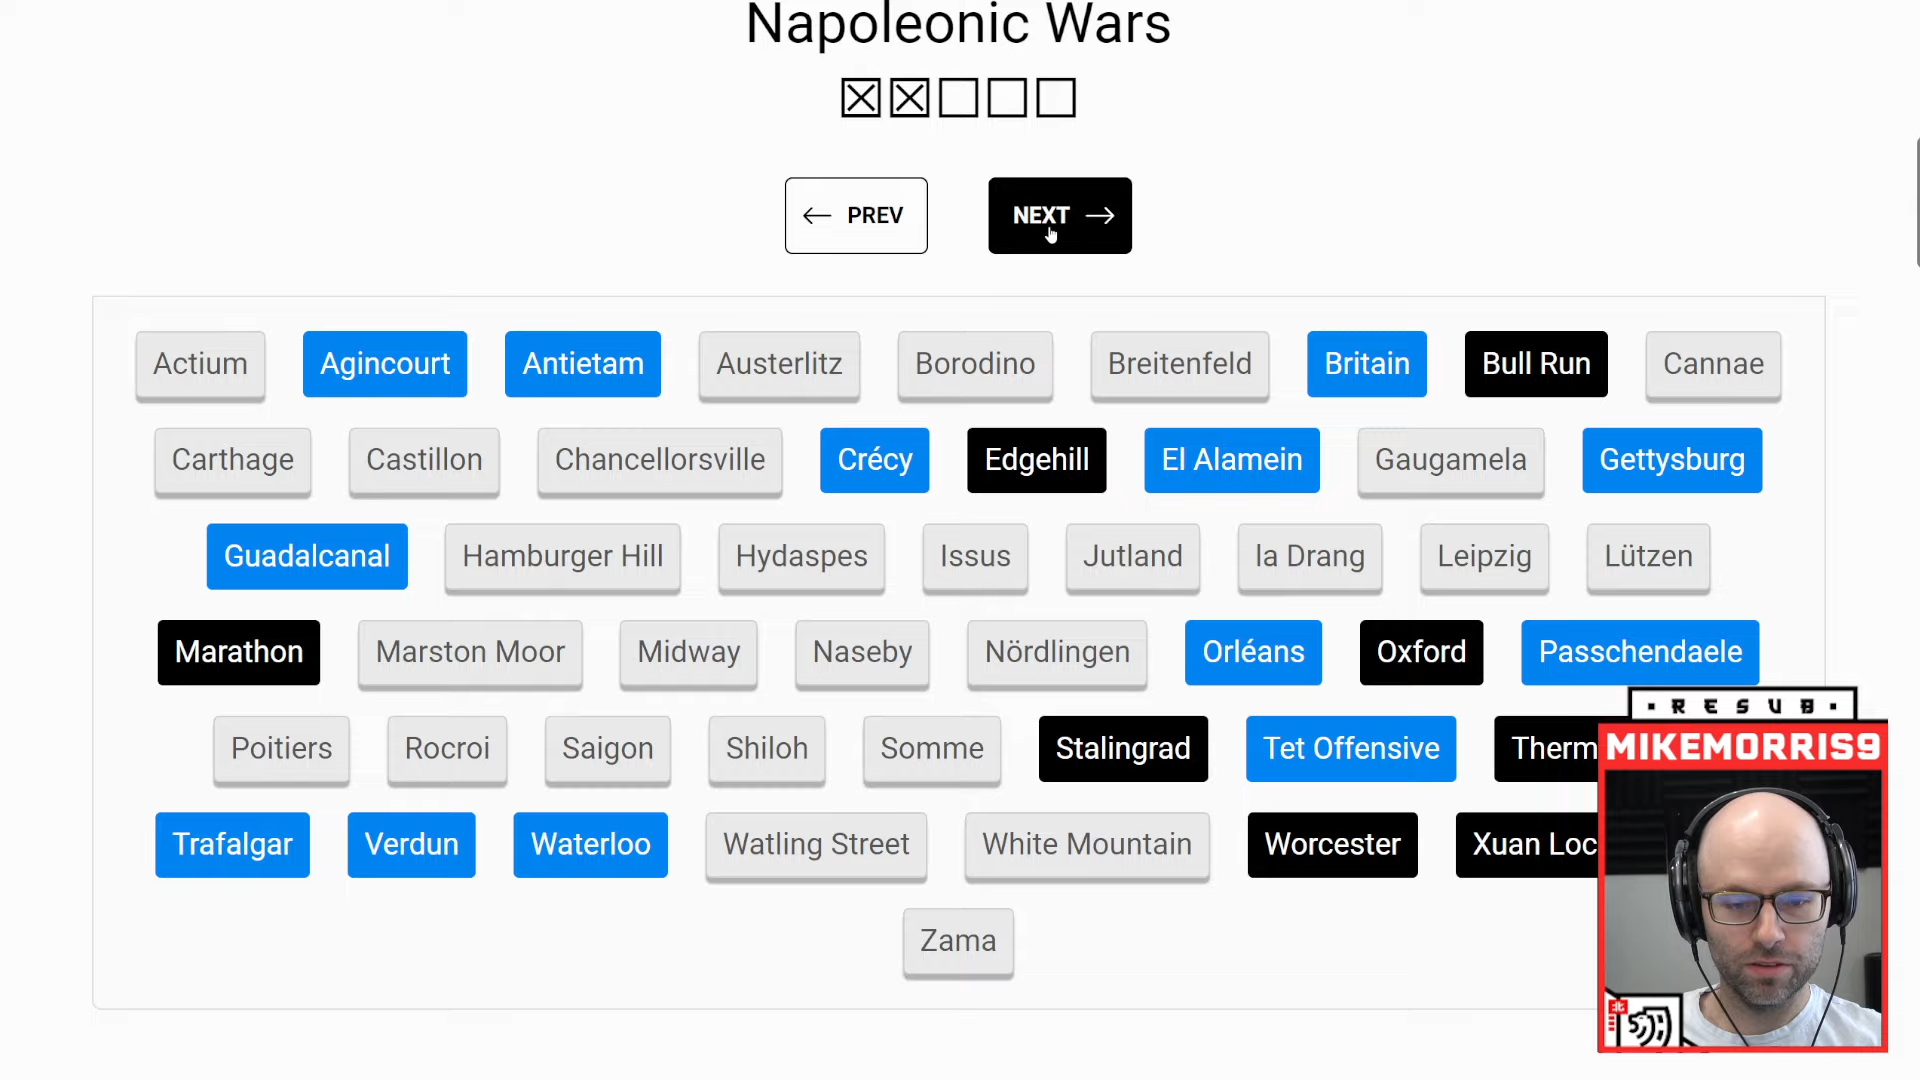 Napoleonic Wars
PREV
NEXT
Actium Agincourt Antietam Austerlitz Borodino Breitenfeld Britain Bull Run Cannae
Carthage Castillon Chancellorsville Crécy Edgehill El Alamein Gaugamela Gettysburg
Guadalcanal Hamburger Hill Hydaspes Issus Jutland Ia Drang Leipzig Lützen
Marathon Marston Moor Midway Naseby Nördlingen Orléans Oxford Passchendaele
Poitiers Rocroi Saigon Shiloh Somme Stalingrad Tet Offensive Therm
Trafalgar Verdun Waterloo Watling Street White Mountain Worcester Xuan Loc
Zama
RESUB
MIKEMORRIS9
北